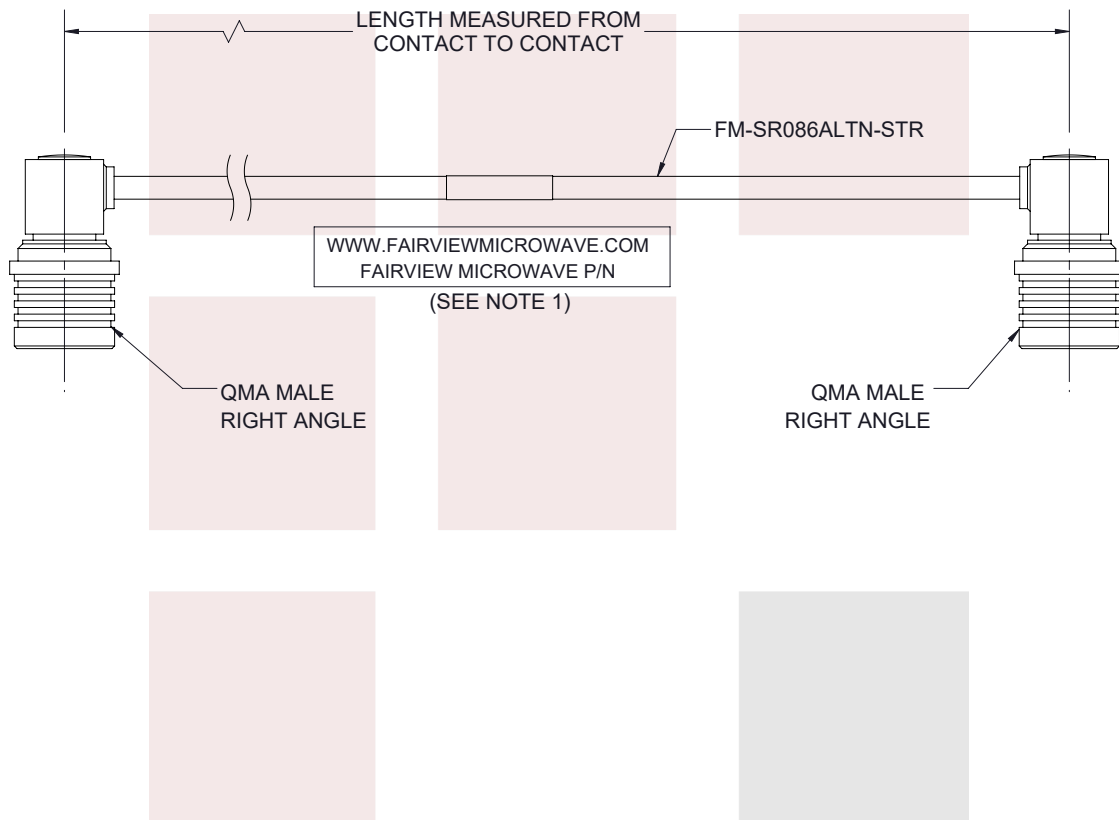 LENGTH MEASURED FROM
CONTACT TO CONTACT
FM-SR086ALTN-STR
WWW.FAIRVIEWMICROWAVE.COM
FAIRVIEW MICROWAVE P/N
(SEE NOTE 1)
QMA MALE
RIGHT ANGLE
QMA MALE
RIGHT ANGLE